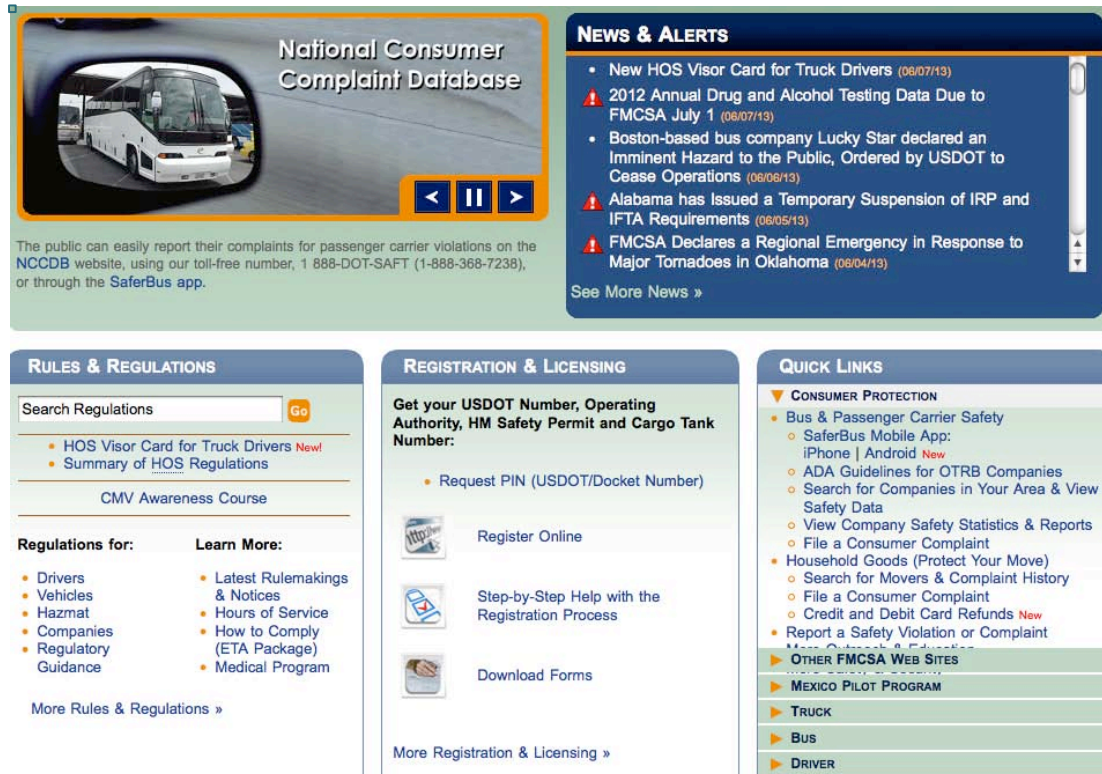 National Consumer
Complaint Database
The public can easily report their complaints for passenger carrier violations on the
NCCDB website, using our toll-free number, 1 888-DOT-SAFT (1-888-368-7238),
or through the SaferBus app.
NEWS & ALERTS
New HOS Visor Card for Truck Drivers (06/07/13)
2012 Annual Drug and Alcohol Testing Data Due to
FMCSA July 1 (06/07/13)
Boston-based bus company Lucky Star declared an
Imminent Hazard to the Public, Ordered by USDOT to
Cease Operations (06/06/13)
Alabama has Issued a Temporary Suspension of IRP and
IFTA Requirements (06/05/13)
FMCSA Declares a Regional Emergency in Response to
Major Tornadoes in Oklahoma (06/04/13)
See More News »
RULES & REGULATIONS
Search Regulations Go
HOS Visor Card for Truck Drivers New!
Summary of HOS Regulations
CMV Awareness Course
Regulations for:
Drivers
Vehicles
Hazmat
Companies
Regulatory
Guidance
Learn More:
Latest Rulemakings
& Notices
Hours of Service
How to Comply
(ETA Package)
Medical Program
More Rules & Regulations »
REGISTRATION & LICENSING
Get your USDOT Number, Operating
Authority, HM Safety Permit and Cargo Tank
Number:
Request PIN (USDOT/Docket Number)
http://
Register Online
Step-by-Step Help with the
Registration Process
Download Forms
More Registration & Licensing »
QUICK LINKS
CONSUMER PROTECTION
Bus & Passenger Carrier Safety
SaferBus Mobile App:
iPhone | Android New
ADA Guidelines for OTRB Companies
Search for Companies in Your Area & View
Safety Data
View Company Safety Statistics & Reports
File a Consumer Complaint
Household Goods (Protect Your Move)
Search for Movers & Complaint History
File a Consumer Complaint
Credit and Debit Card Refunds New
Report a Safety Violation or Complaint
OTHER FMCSA WEB SITES
MEXICO PILOT PROGRAM
TRUCK
BUS
DRIVER